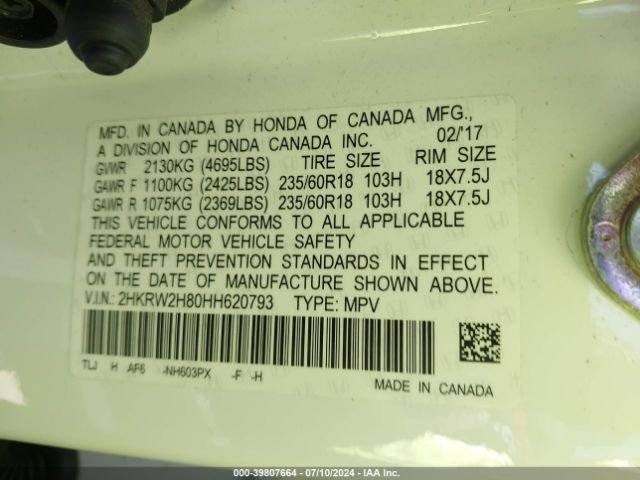 MFD. IN CANADA BY HONDA OF CANADA MFG.,
A DIVISION OF HONDA CANADA INC. 02/'17
GVWR 2130KG (4695LBS) TIRE SIZE RIM SIZE
GAWR F 1100KG (2425LBS) 235/60R18 103H 18X7.5J
GAWR R 1075KG (2369LBS) 235/60R18 103H 18X7.5J
THIS VEHICLE CONFORMS TO ALL APPLICABLE
FEDERAL MOTOR VEHICLE SAFETY
AND THEFT PREVENTION STANDARDS IN EFFECT
ON THE DATE OF MANUFACTURE SHOWN ABOVE.
V.I.N.: 2HKRW2H80HH620793 TYPE: MPV
TLJ H AF6 -NH603PX -F -H
MADE IN CANADA
000-39807664 / 07/10/2024 / IAA Inc.